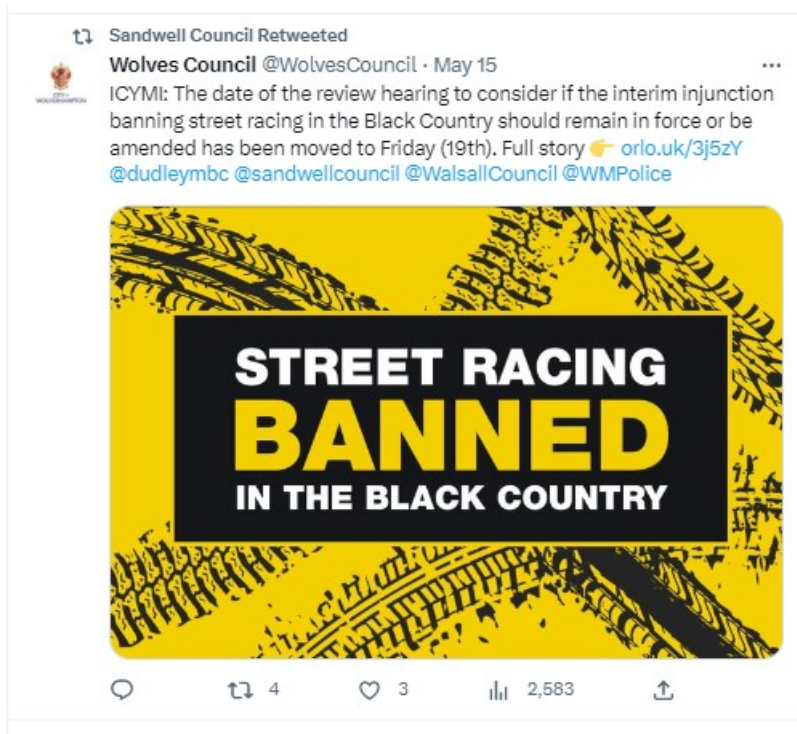 Sandwell Council Retweeted
Wolves Council @WolvesCouncil · May 15
ICYMI: The date of the review hearing to consider if the interim injunction
banning street racing in the Black Country should remain in force or be
amended has been moved to Friday (19th). Full story 👉 orlo.uk/3j5zY
@dudleymbc @sandwellcouncil @WalsallCouncil @WMPolice
STREET RACING
BANNED
IN THE BLACK COUNTRY
4 3 2,583